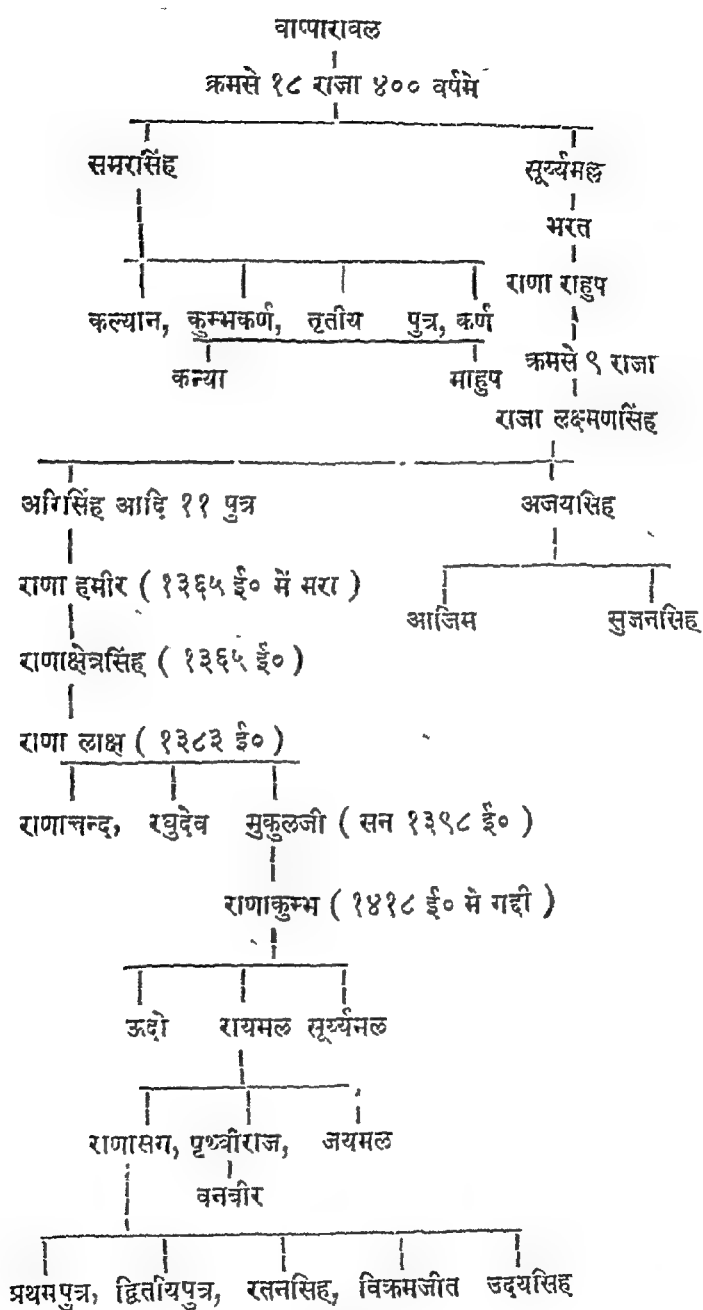 वाप्पारावल
क्रमसे १८ राजा ४०० वर्षमे
समरसिंह सूर्य्यमल्ल
भरत
राणा राहुप
कल्यान, कुम्भकर्ण, तृतीय पुत्र, कर्ण
कन्या माहुप क्रमसे ९ राजा
राजा लक्ष्मणसिंह
अगिसिंह आदि ११ पुत्र अजयसिह
राणा हमीर ( १३६५ ई० में मरा )
आजिम सुजनसिह
राणाक्षेत्रसिंह ( १३६५ ई० )
राणा लाक्ष ( १३८३ ई० )
राणाचन्द, रघुदेव मुकुलजी ( सन १३९८ ई० )
राणाकुम्भ ( १४१८ ई० मे गद्दी )
ऊदो रायमल सूर्य्यमल
राणासग, पृथ्वीराज, जयमल
वनवीर
प्रथमपुत्र, द्वितीयपुत्र, रतनसिह, विक्रमजीत उदयसिह